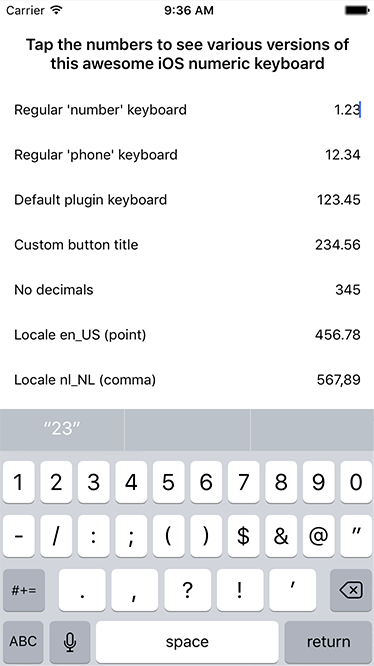 Carrier 9:36 AM
Tap the numbers to see various versions of
this awesome iOS numeric keyboard
Regular 'number' keyboard 1.23
Regular 'phone' keyboard 12.34
Default plugin keyboard 123.45
Custom button title 234.56
No decimals 345
Locale en_US (point) 456.78
Locale nl_NL (comma) 567,89
“23”
1 2 3 4 5 6 7 8 9 0
- / : ; ( ) $ & @ ”
#+= . , ? ! ’
ABC space return